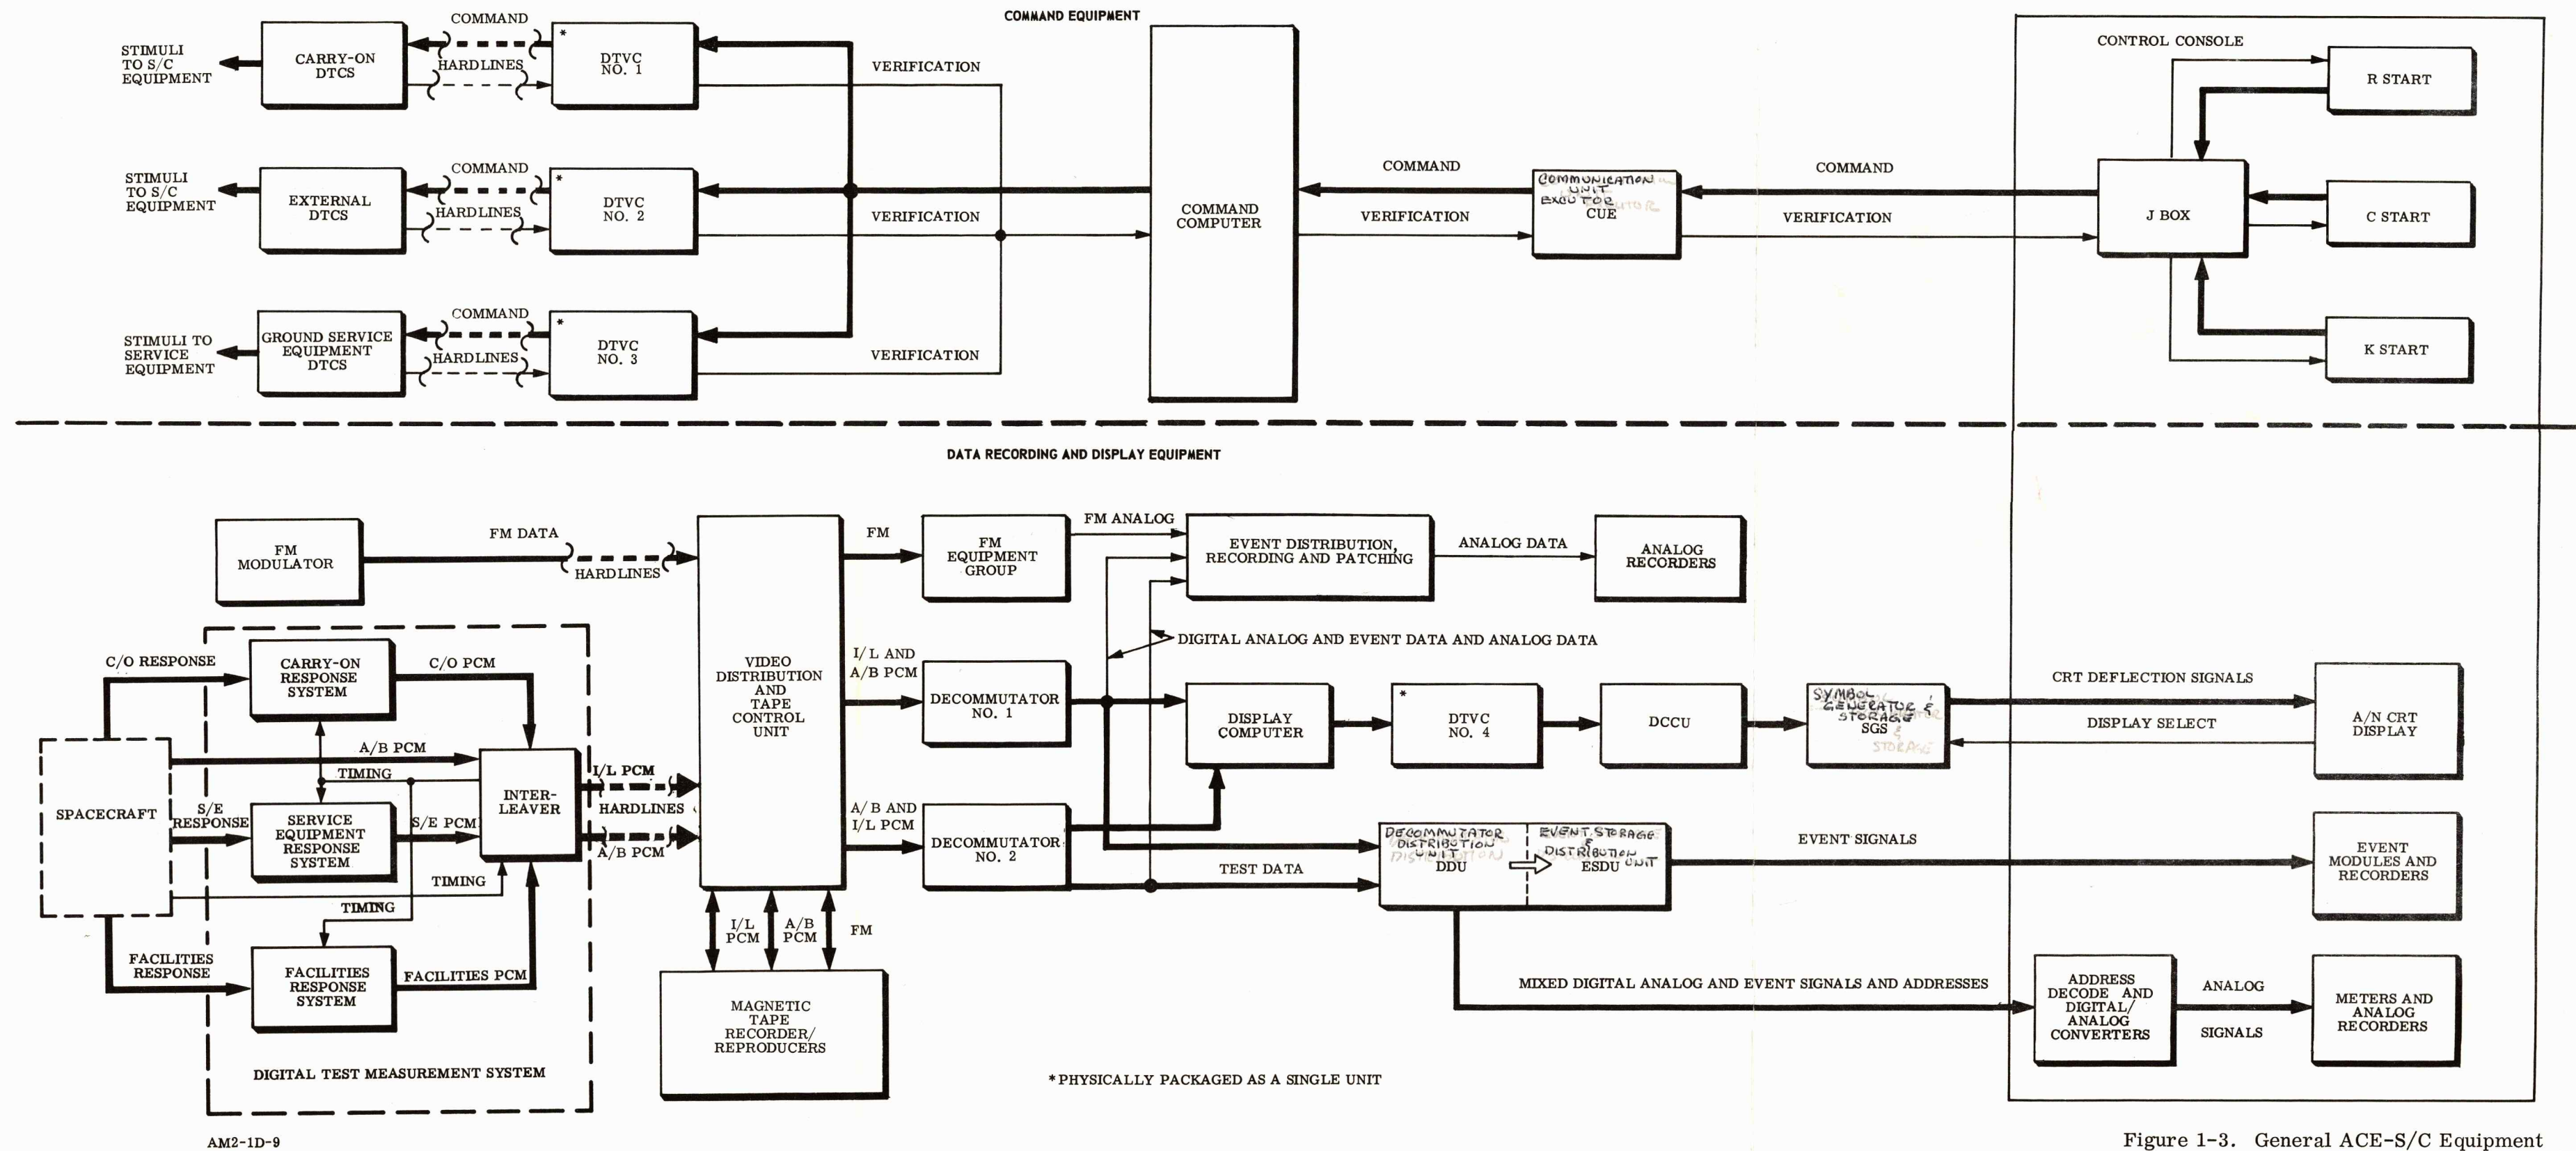 COMMAND EQUIPMENT
STIMULI
TO S/C
EQUIPMENT
CARRY-ON
DTCS
COMMAND
HARDLINES
*
DTVC
NO. 1
VERIFICATION
STIMULI
TO S/C
EQUIPMENT
EXTERNAL
DTCS
COMMAND
HARDLINES
*
DTVC
NO. 2
VERIFICATION
STIMULI TO
SERVICE
EQUIPMENT
GROUND SERVICE
EQUIPMENT
DTCS
COMMAND
HARDLINES
*
DTVC
NO. 3
VERIFICATION
COMMAND
COMPUTER
COMMAND
VERIFICATION
COMMUNICATION
UNIT
EXCUTOR
CUE
COMMAND
VERIFICATION
CONTROL CONSOLE
J BOX
R START
C START
K START
DATA RECORDING AND DISPLAY EQUIPMENT
FM
MODULATOR
FM DATA
HARDLINES
SPACECRAFT
C/O RESPONSE
CARRY-ON
RESPONSE
SYSTEM
C/O PCM
A/B PCM
TIMING
S/E
RESPONSE
SERVICE
EQUIPMENT
RESPONSE
SYSTEM
S/E PCM
INTER-
LEAVER
TIMING
TIMING
FACILITIES
RESPONSE
FACILITIES
RESPONSE
SYSTEM
FACILITIES PCM
DIGITAL TEST MEASUREMENT SYSTEM
I/L PCM
HARDLINES
A/B PCM
VIDEO
DISTRIBUTION
AND
TAPE
CONTROL
UNIT
I/L
PCM
A/B
PCM
FM
MAGNETIC
TAPE
RECORDER/
REPRODUCERS
FM
FM
EQUIPMENT
GROUP
FM ANALOG
EVENT DISTRIBUTION,
RECORDING AND PATCHING
ANALOG DATA
ANALOG
RECORDERS
DIGITAL ANALOG AND EVENT DATA AND ANALOG DATA
I/L AND
A/B PCM
DECOMMUTATOR
NO. 1
DISPLAY
COMPUTER
*
DTVC
NO. 4
DCCU
SYMBOL
GENERATOR &
STORAGE
SGS
&
STORAGE
CRT DEFLECTION SIGNALS
DISPLAY SELECT
A/N CRT
DISPLAY
A/B AND
I/L PCM
DECOMMUTATOR
NO. 2
TEST DATA
DECOMMUTATOR
DISTRIBUTION
UNIT
DDU
EVENT STORAGE
&
DISTRIBUTION
UNIT
ESDU
EVENT SIGNALS
EVENT
MODULES AND
RECORDERS
MIXED DIGITAL ANALOG AND EVENT SIGNALS AND ADDRESSES
ADDRESS
DECODE AND
DIGITAL/
ANALOG
CONVERTERS
ANALOG
SIGNALS
METERS AND
ANALOG
RECORDERS
*PHYSICALLY PACKAGED AS A SINGLE UNIT
AM2-1D-9
Figure 1-3. General ACE-S/C Equipment